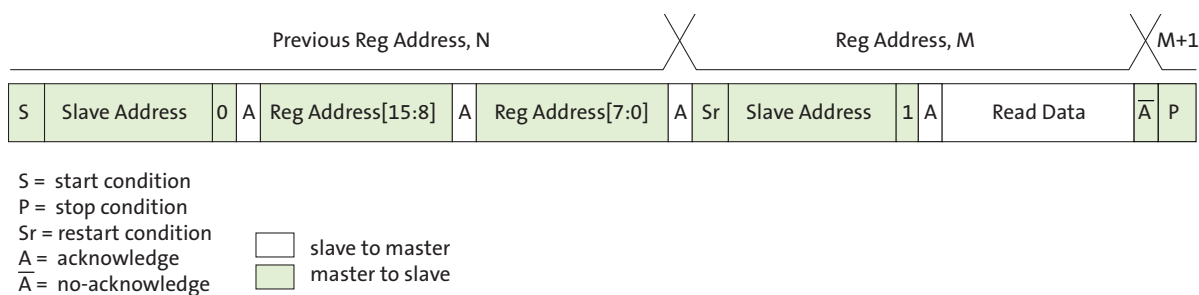 Previous Reg Address, N Reg Address, M M+1
S Slave Address 0 A Reg Address[15:8] A Reg Address[7:0] A Sr Slave Address 1 A Read Data A̅ P
S = start condition
P = stop condition
Sr = restart condition
A = acknowledge
A̅ = no-acknowledge
slave to master
master to slave